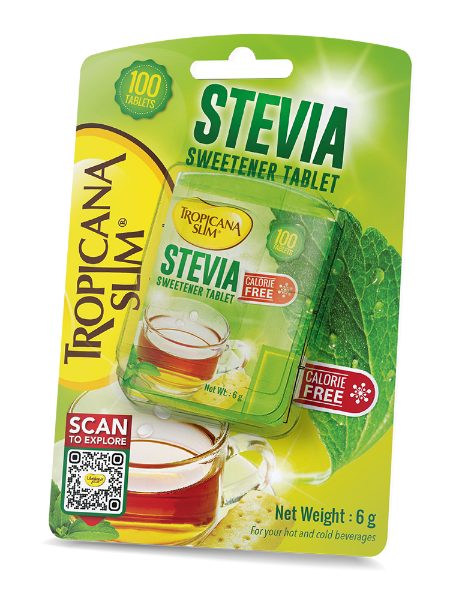 100
TABLETS
STEVIA
SWEETENER TABLET
TROPICANA
SLIM®
TROPICANA
SLIM®
100
TABLETS
STEVIA
SWEETENER TABLET
CALORIE
FREE
Net Wt. : 6 g
CALORIE
FREE
SCAN
TO EXPLORE
Net Weight : 6 g
For your hot and cold beverages